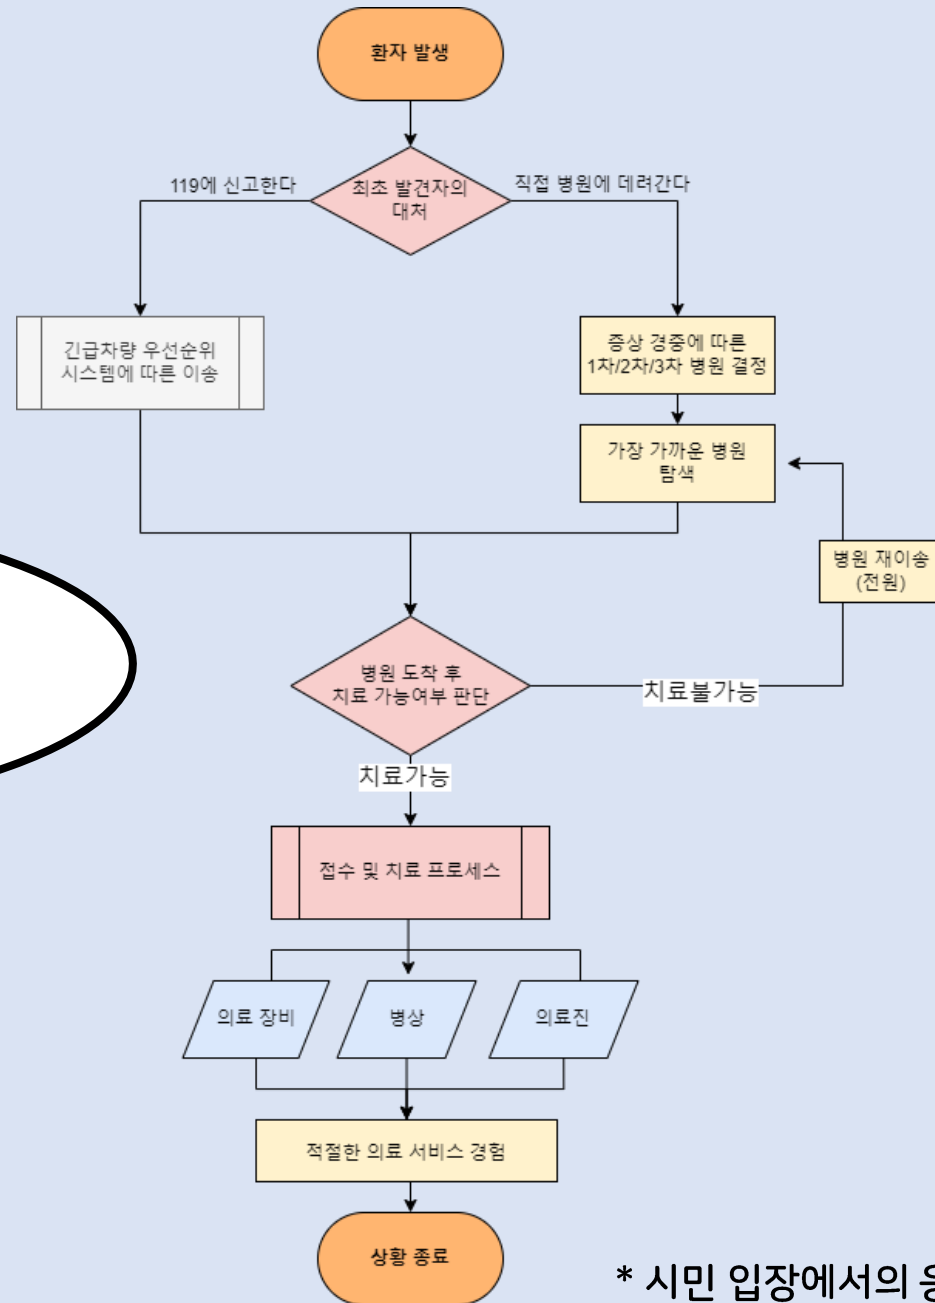 환자 발생
119에 신고한다
최초 발견자의
대처
직접 병원에 데려간다
긴급차량 우선순위
시스템에 따른 이송
증상 경중에 따른
1차/2차/3차 병원 결정
가장 가까운 병원
탐색
병원 재이송
(전원)
병원 도착 후
치료 가능여부 판단
치료불가능
치료가능
접수 및 치료 프로세스
의료 장비
병상
의료진
적절한 의료 서비스 경험
상황 종료
* 시민 입장에서의